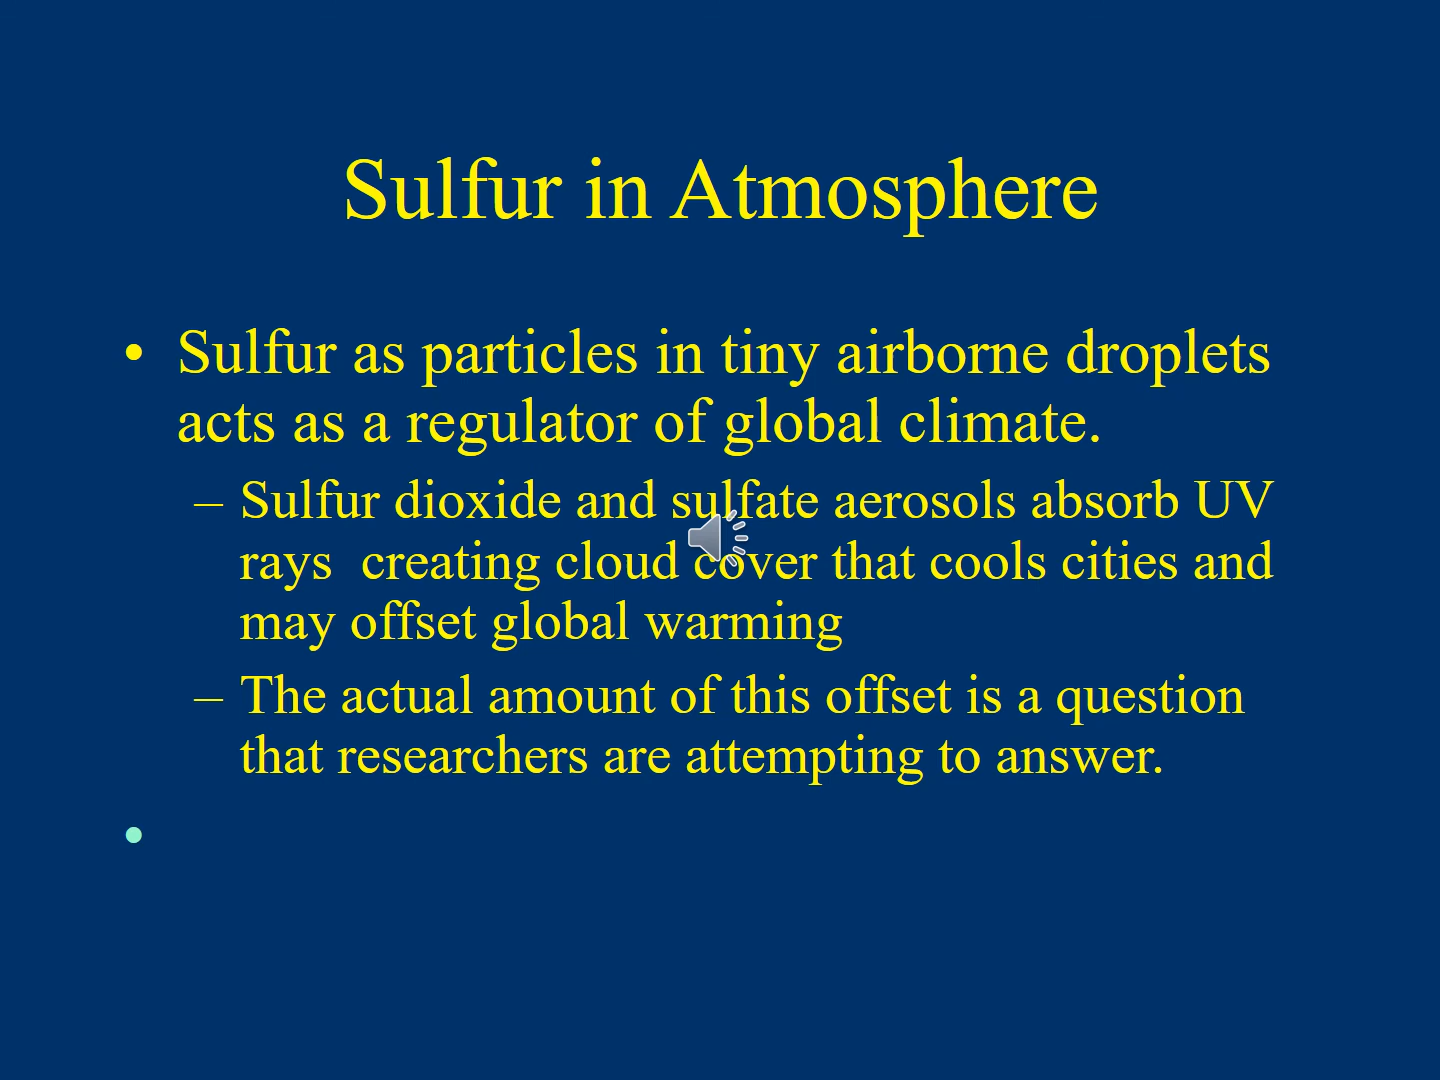 Sulfur in Atmosphere
• Sulfur as particles in tiny airborne droplets
acts as a regulator of global climate.
– Sulfur dioxide and sulfate aerosols absorb UV
rays  creating cloud cover that cools cities and
may offset global warming
– The actual amount of this offset is a question
that researchers are attempting to answer.
•